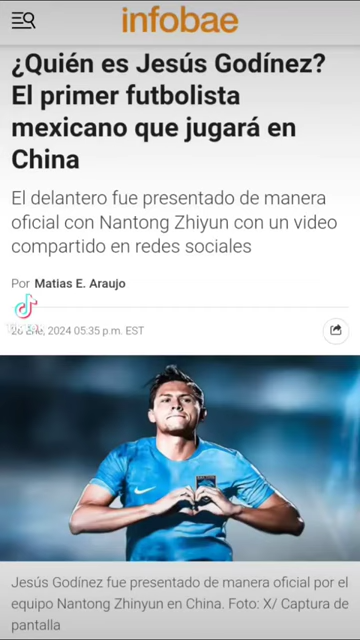 infobae
¿Quién es Jesús Godínez?
El primer futbolista
mexicano que jugará en
China
El delantero fue presentado de manera
oficial con Nantong Zhiyun con un video
compartido en redes sociales
Por Matias E. Araujo
26 Ene, 2024 05:35 p.m. EST
Jesús Godínez fue presentado de manera oficial por el
equipo Nantong Zhinyun en China. Foto: X/ Captura de
pantalla